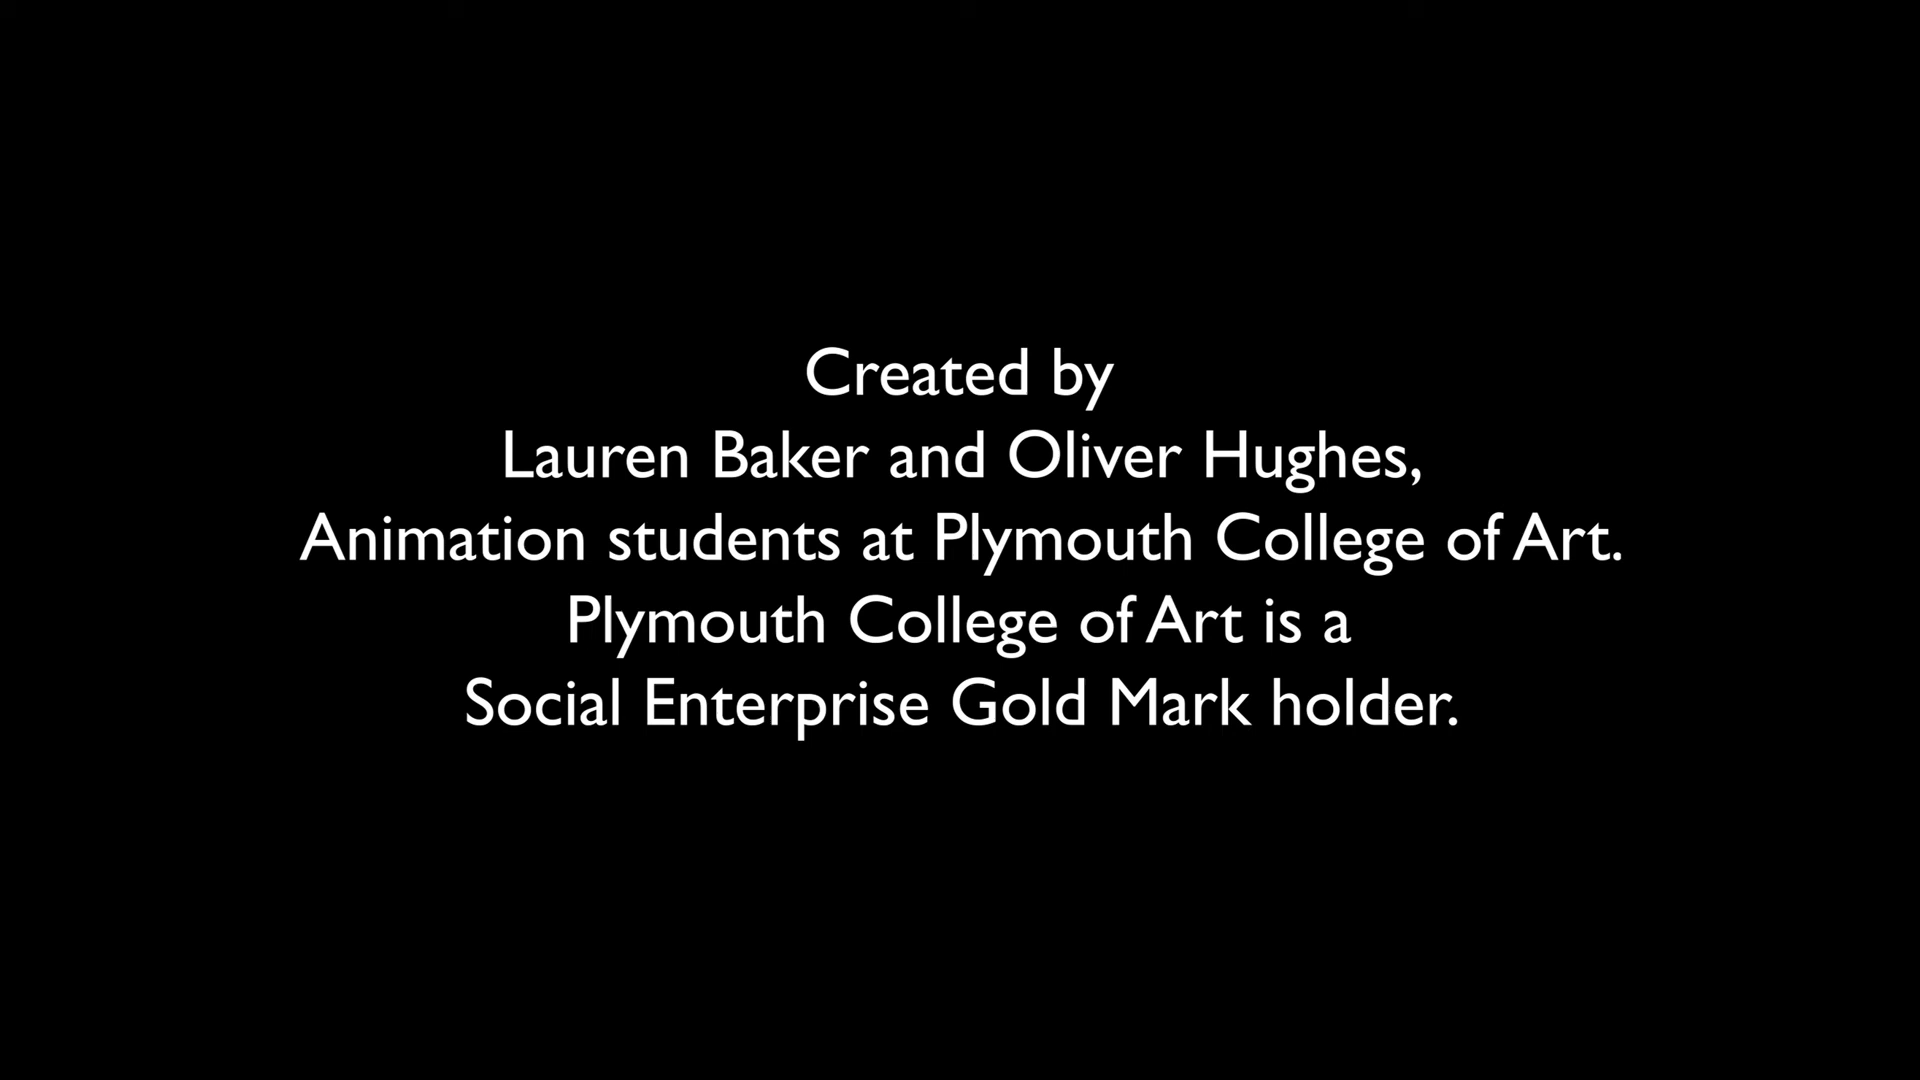 Created by
Lauren Baker and Oliver Hughes,
Animation students at Plymouth College of Art.
Plymouth College of Art is a
Social Enterprise Gold Mark holder.